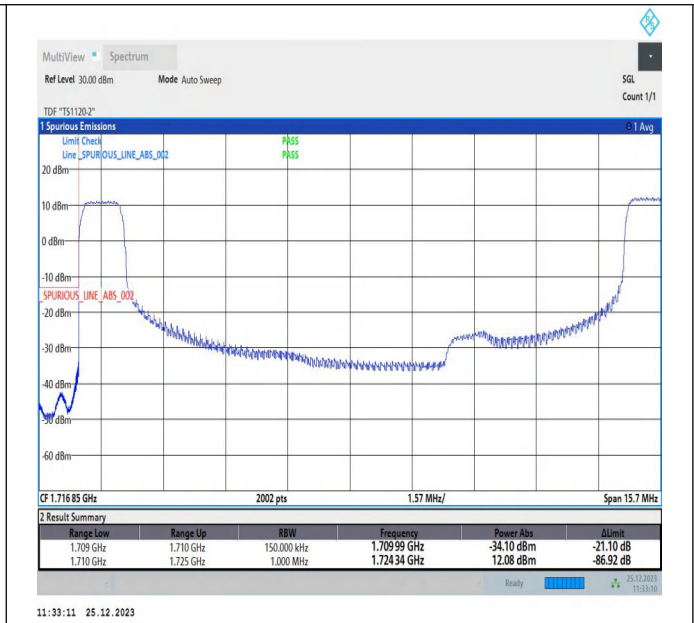 R S
MultiView Spectrum
Ref Level 30.00 dBm Mode Auto Sweep SGL
Count 1/1
TDF "TS1120-2"
1 Spurious Emissions 1 Avg
Limit Check PASS
Line _SPURIOUS_LINE_ABS_002 PASS
20 dBm
10 dBm
0 dBm
-10 dBm
_SPURIOUS_LINE_ABS_002
-20 dBm
-30 dBm
-40 dBm
-50 dBm
-60 dBm
CF 1.716 85 GHz 2002 pts 1.57 MHz/ Span 15.7 MHz
2 Result Summary
Range Low Range Up RBW Frequency Power Abs ΔLimit
1.709 GHz 1.710 GHz 150.000 kHz 1.709 99 GHz -34.10 dBm -21.10 dB
1.710 GHz 1.725 GHz 1.000 MHz 1.724 34 GHz 12.08 dBm -86.92 dB
Ready 25.12.2023
11:33:10
11:33:11 25.12.2023